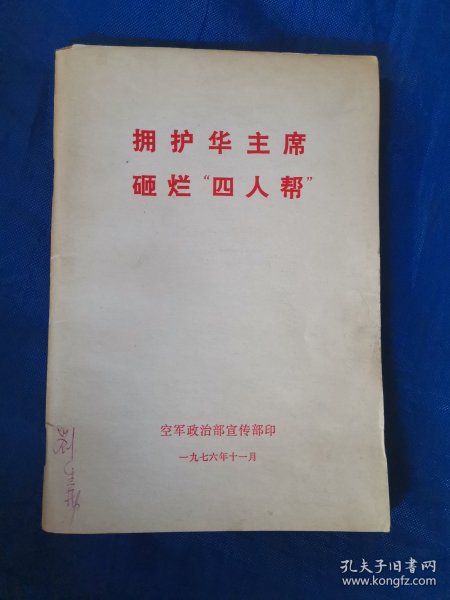 拥护华主席
砸烂“四人帮”
空军政治部宣传部印
一九七六年十一月
孔夫子旧书网
www.kongfz.com